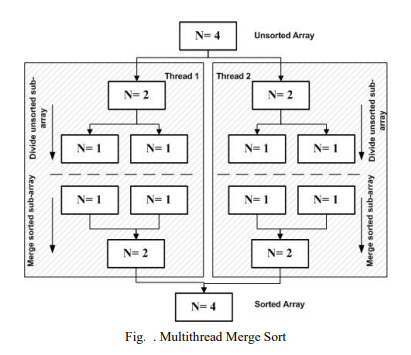 N= 4 Unsorted Array
Thread 1 Thread 2
N= 2 N= 2
Divide unsorted sub-
array
Divide unsorted sub-
array
N= 1 N= 1 N= 1 N= 1
N= 1 N= 1 N= 1 N= 1
Merge sorted sub-array
Merge sorted sub-array
N= 2 N= 2
N= 4 Sorted Array
Fig. . Multithread Merge Sort